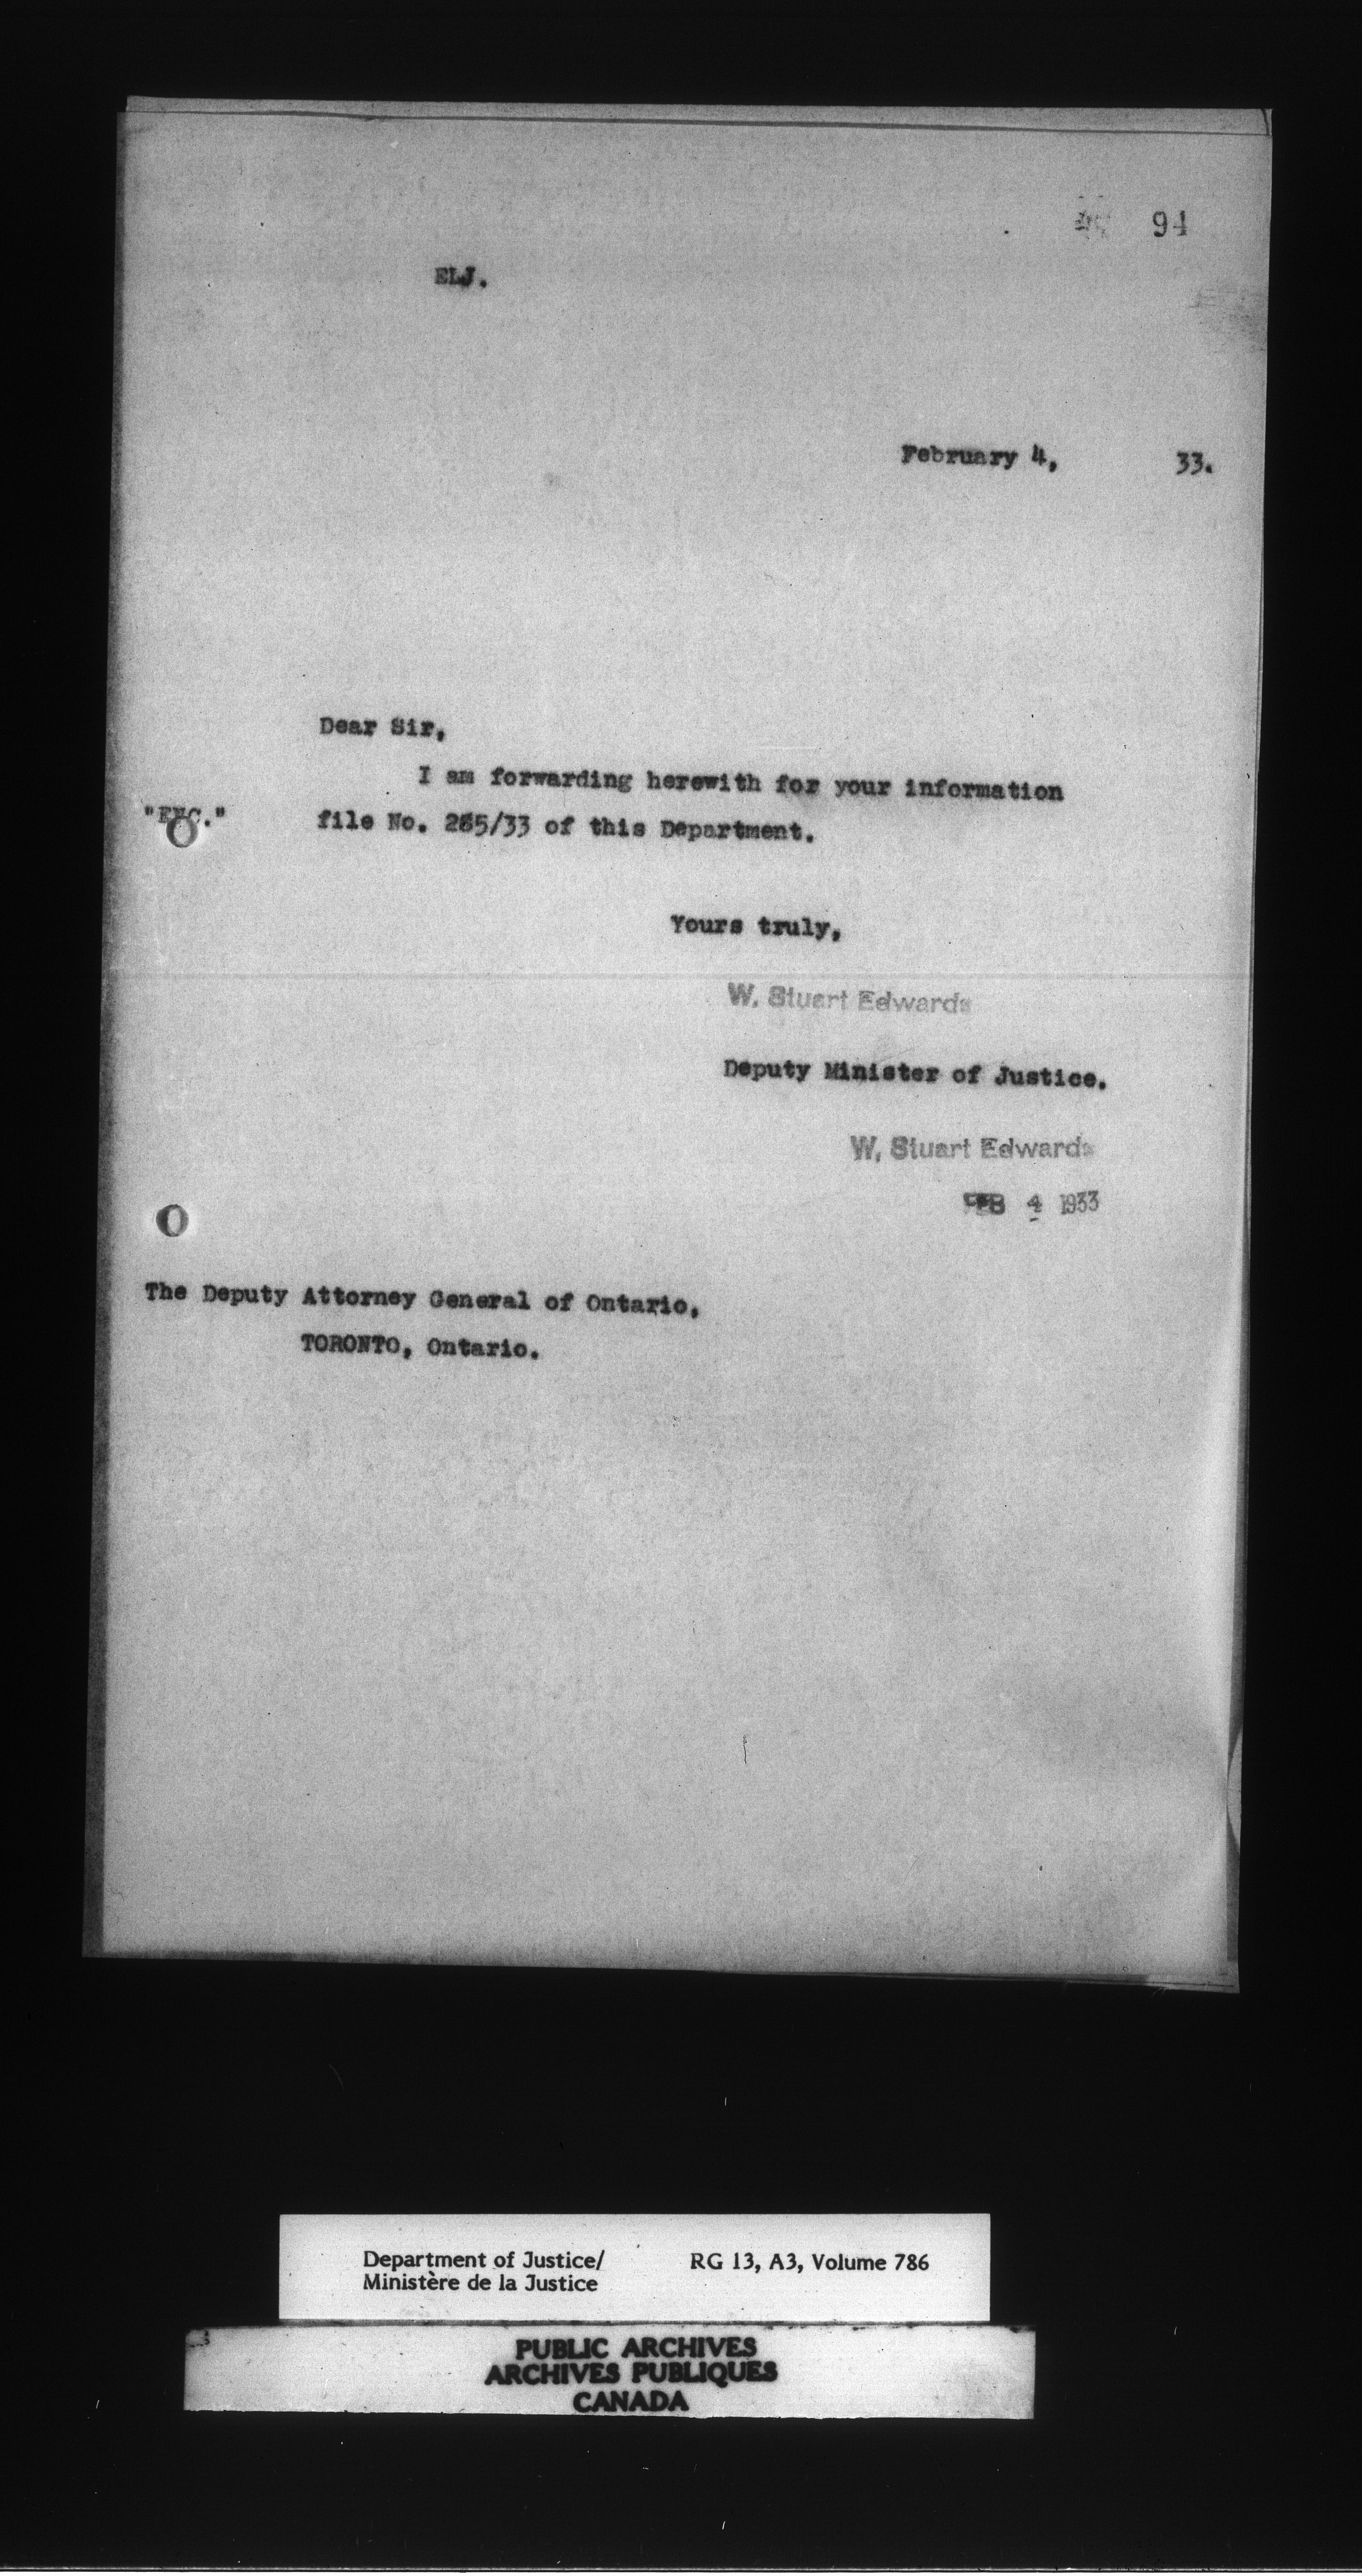 94
ELJ.
February 4, 33.
Dear Sir,
I am forwarding herewith for your information
"ENC." file No. /33 of this Department.
Yours truly,
W. Stuart Edwards
Deputy Minister of Justice.
W. Stuart Edwards
FEB 4 1933
The Deputy Attorney General of Ontario,
TORONTO, Ontario.
Department of Justice/ RG 13, A3, Volume 786
Ministère de la Justice
PUBLIC ARCHIVES
ARCHIVES PUBLIQUES
CANADA